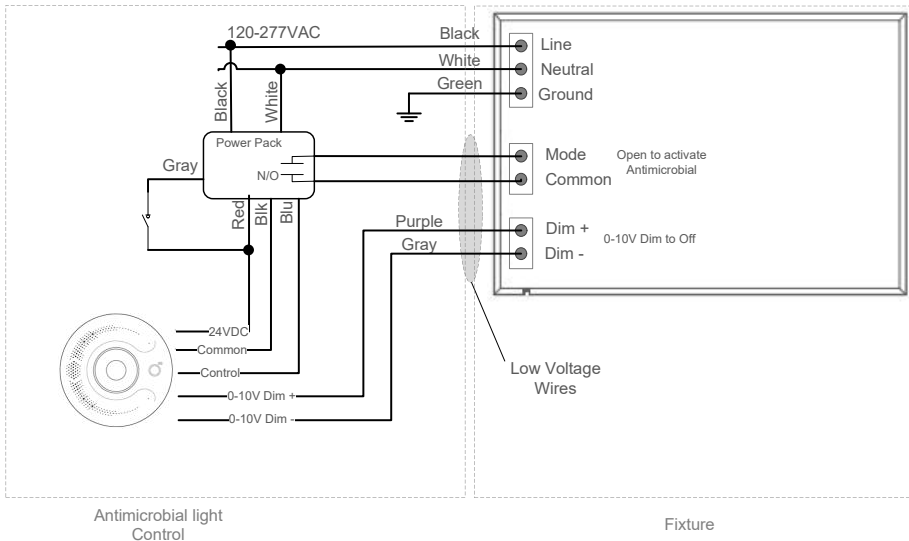 120-277VAC
Black
White
Green
Black
White
Line
Neutral
Ground
Power Pack
N/O
Gray
Red
Blk
Blu
Mode
Common
Open to activate
Antimicrobial
Purple
Gray
Dim +
Dim -
0-10V Dim to Off
24VDC
Common
Control
0-10V Dim +
0-10V Dim -
Low Voltage
Wires
Antimicrobial light
Control
Fixture